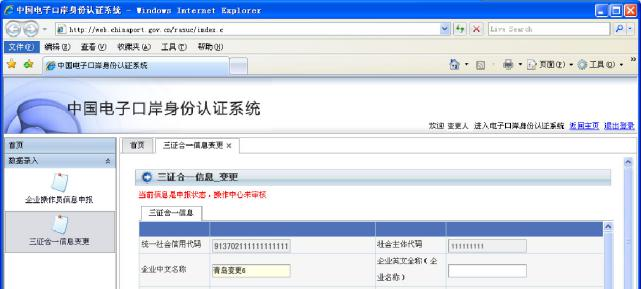 中国电子口岸身份认证系统 - Windows Internet Explorer
http://web.chinaport.gov.cn/ranuc/index.c
Live Search
文件(F) 编辑(E) 查看(V) 收藏夹(A) 工具(T) 帮助(H)
中国电子口岸身份认证系统
页面(P) 工具(O)
中国电子口岸身份认证系统
欢迎 变更人 进入电子口岸身份认证系统 返回主页 退出登录
首页
首页 三证合一信息变更 ×
数据录入
企业操作员信息申报
三证合一信息变更
三证合一信息_变更
当前信息是申报状态，操作中心未审核
三证合一信息
统一社会信用代码 913702111111111111 社会主体代码 111111111
企业中文名称 青岛变更6 企业英文全称(企业名称)